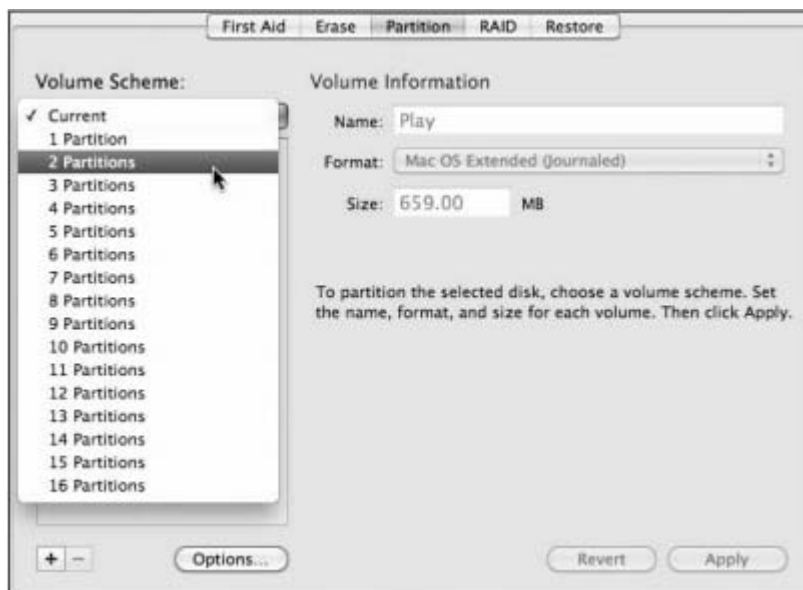 First Aid Erase Partition RAID Restore
Volume Scheme:
✓ Current
1 Partition
2 Partitions
3 Partitions
4 Partitions
5 Partitions
6 Partitions
7 Partitions
8 Partitions
9 Partitions
10 Partitions
11 Partitions
12 Partitions
13 Partitions
14 Partitions
15 Partitions
16 Partitions
+ −
Options...
Volume Information
Name: Play
Format: Mac OS Extended (Journaled)
Size: 659.00 MB
To partition the selected disk, choose a volume scheme. Set
the name, format, and size for each volume. Then click Apply.
Revert Apply